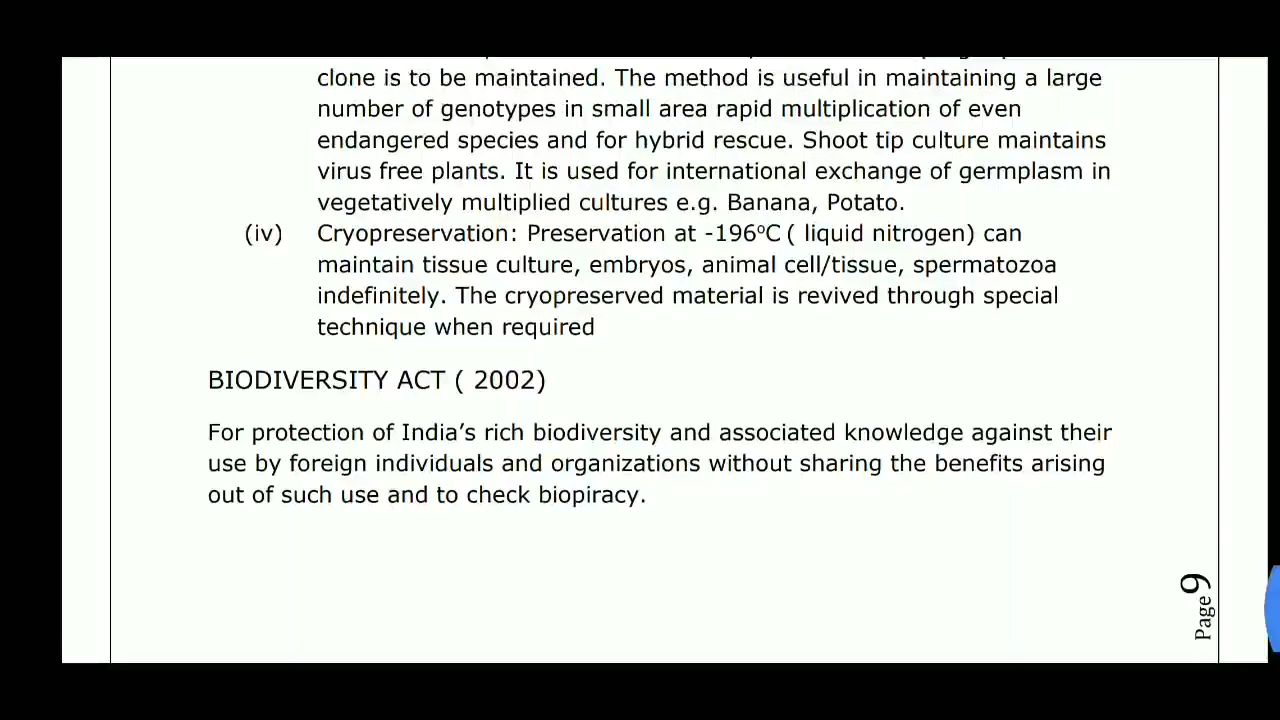 clone is to be maintained. The method is useful in maintaining a large
number of genotypes in small area rapid multiplication of even
endangered species and for hybrid rescue. Shoot tip culture maintains
virus free plants. It is used for international exchange of germplasm in
vegetatively multiplied cultures e.g. Banana, Potato.
(iv) Cryopreservation: Preservation at -196°C ( liquid nitrogen) can
maintain tissue culture, embryos, animal cell/tissue, spermatozoa
indefinitely. The cryopreserved material is revived through special
technique when required
BIODIVERSITY ACT ( 2002)
For protection of India's rich biodiversity and associated knowledge against their
use by foreign individuals and organizations without sharing the benefits arising
out of such use and to check biopiracy.
Page 9